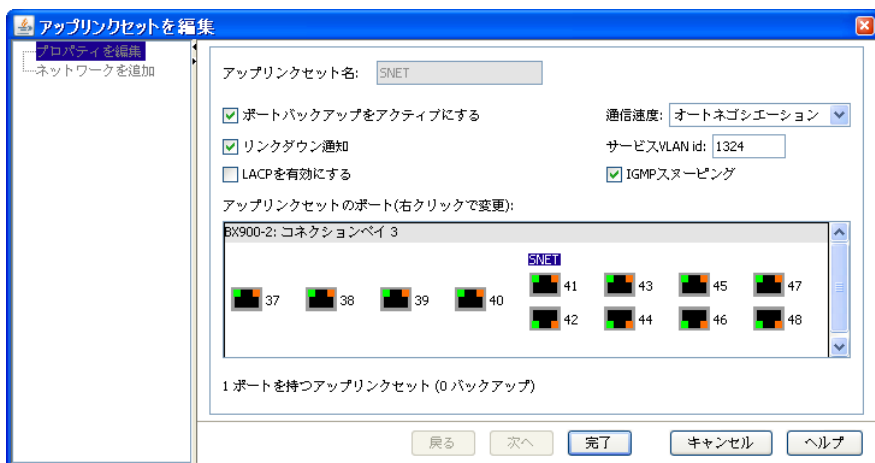 アップリンクセットを編集
プロパティを編集
ネットワークを追加
アップリンクセット名: SNET
ポートバックアップをアクティブにする
通信速度: オートネゴシエーション
リンクダウン通知
サービスVLAN id: 1324
LACPを有効にする
IGMPスヌーピング
アップリンクセットのポート(右クリックで変更):
BX900-2: コネクションベイ 3
SNET
37 38 39 40 41 43 45 47
42 44 46 48
1 ポートを持つアップリンクセット (0 バックアップ)
戻る 次へ 完了 キャンセル ヘルプ